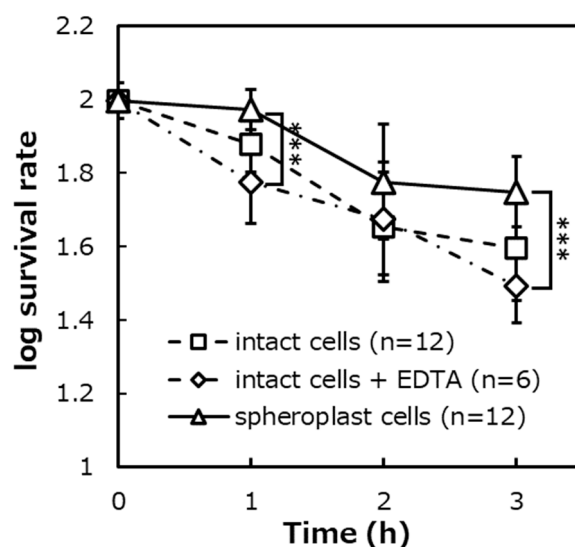 2.2
2
1.8
1.6
1.4
1.2
1
log survival rate
***
***
intact cells (n=12)
intact cells + EDTA (n=6)
spheroplast cells (n=12)
0 1 2 3
Time (h)